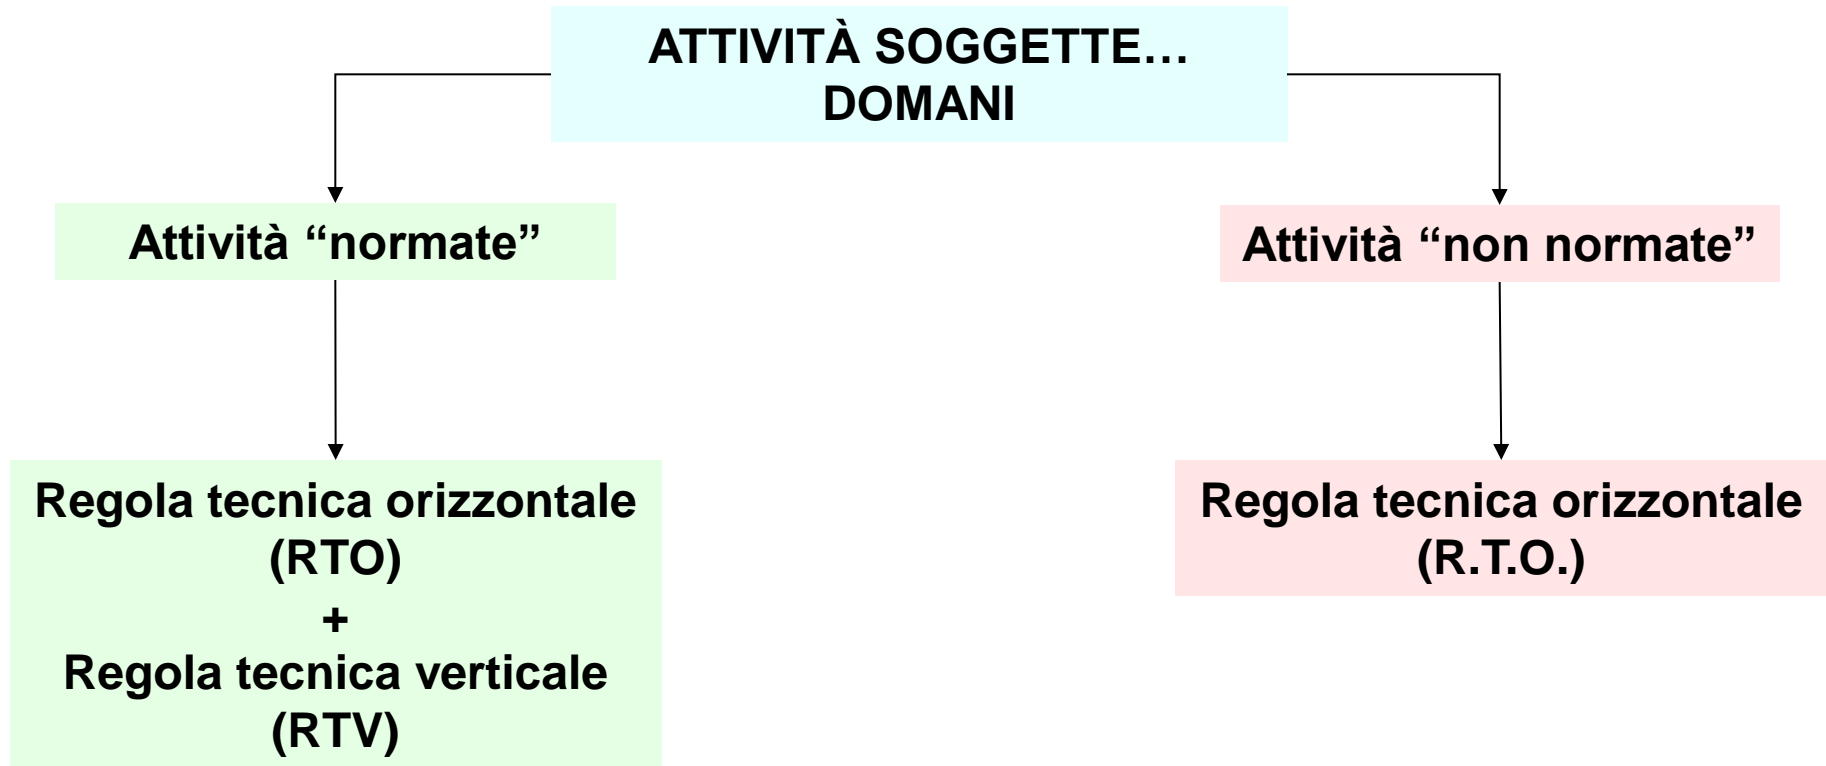 ATTIVITÀ SOGGETTE…
DOMANI
Attività “normate”
Attività “non normate”
Regola tecnica orizzontale
(RTO)
+
Regola tecnica verticale
(RTV)
Regola tecnica orizzontale
(R.T.O.)